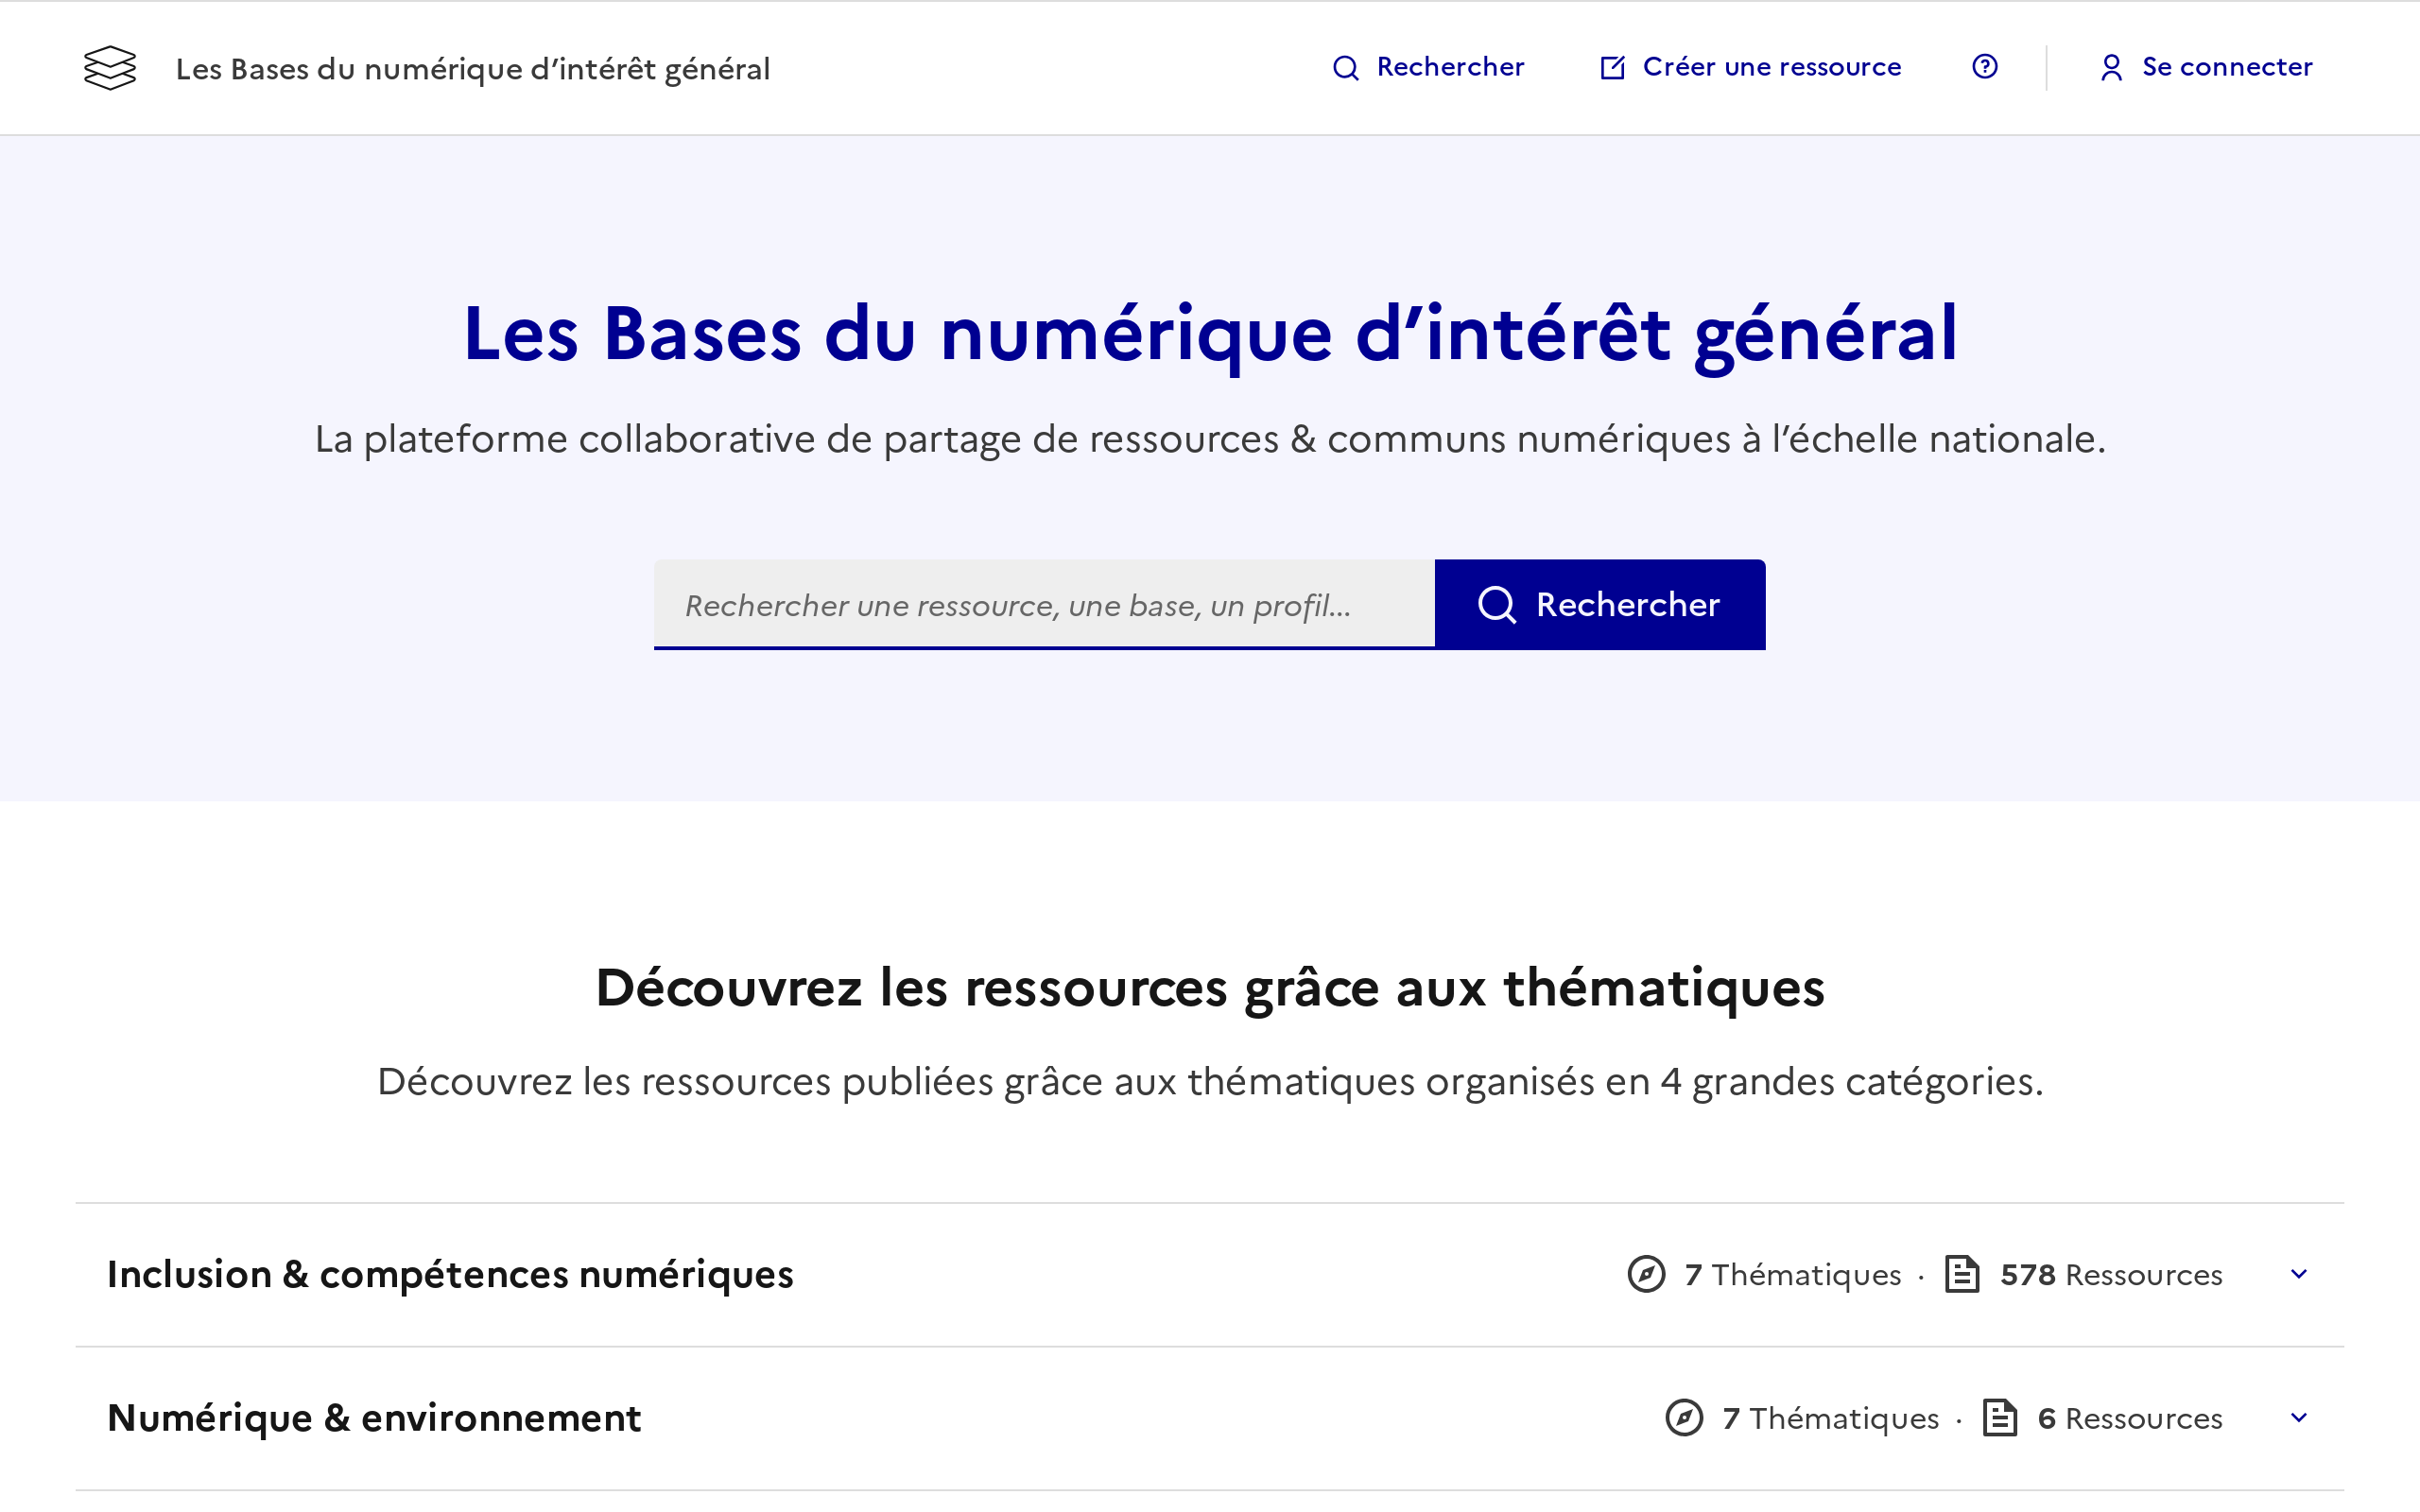 Les Bases du numérique d’intérêt général
Rechercher
Créer une ressource
Se connecter
Les Bases du numérique d’intérêt général
La plateforme collaborative de partage de ressources & communs numériques à l’échelle nationale.
Rechercher une ressource, une base, un profil...
Rechercher
Découvrez les ressources grâce aux thématiques
Découvrez les ressources publiées grâce aux thématiques organisés en 4 grandes catégories.
Inclusion & compétences numériques
7 Thématiques · 578 Ressources
Numérique & environnement
7 Thématiques · 6 Ressources